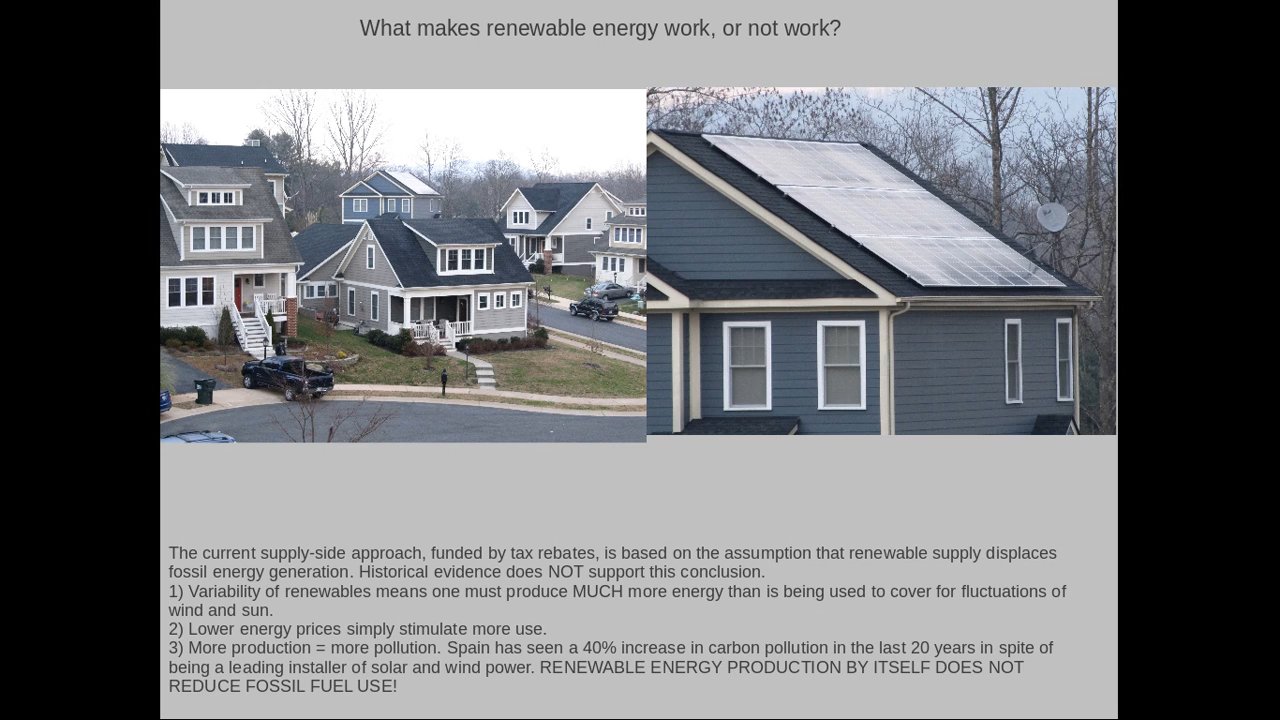 What makes renewable energy work, or not work?
The current supply-side approach, funded by tax rebates, is based on the assumption that renewable supply displaces
fossil energy generation. Historical evidence does NOT support this conclusion.
1) Variability of renewables means one must produce MUCH more energy than is being used to cover for fluctuations of
wind and sun.
2) Lower energy prices simply stimulate more use.
3) More production = more pollution. Spain has seen a 40% increase in carbon pollution in the last 20 years in spite of
being a leading installer of solar and wind power. RENEWABLE ENERGY PRODUCTION BY ITSELF DOES NOT
REDUCE FOSSIL FUEL USE!